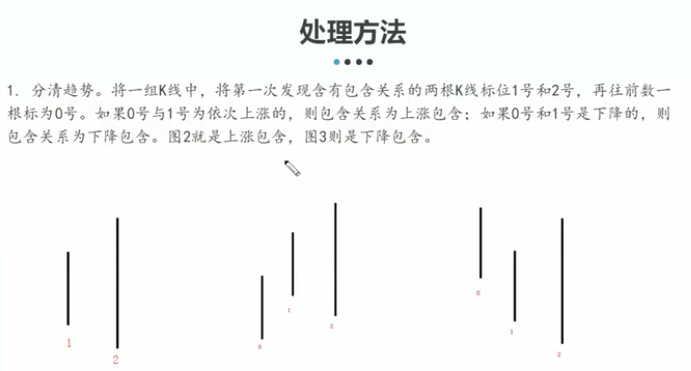 处理方法
1. 分清趋势。将一组K线中，将第一次发现含有包含关系的两根K线标位1号和2号，再往前数一
根标为0号。如果0号与1号为依次上涨的，则包含关系为上涨包含；如果0号和1号是下降的，则
包含关系为下降包含。图2就是上涨包含，图3则是下降包含。
1
2
0
1
2
0
1
2